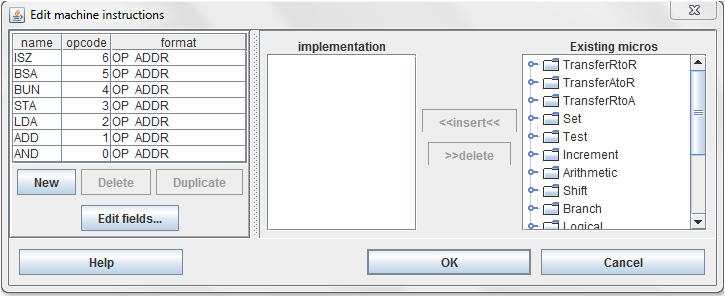 Edit machine instructions
name opcode format
ISZ 6 OP ADDR
BSA 5 OP ADDR
BUN 4 OP ADDR
STA 3 OP ADDR
LDA 2 OP ADDR
ADD 1 OP ADDR
AND 0 OP ADDR
New Delete Duplicate
Edit fields...
implementation
<<insert<<
>>delete
Existing micros
TransferRtoR
TransferAtoR
TransferRtoA
Set
Test
Increment
Arithmetic
Shift
Branch
Logical
Help OK Cancel